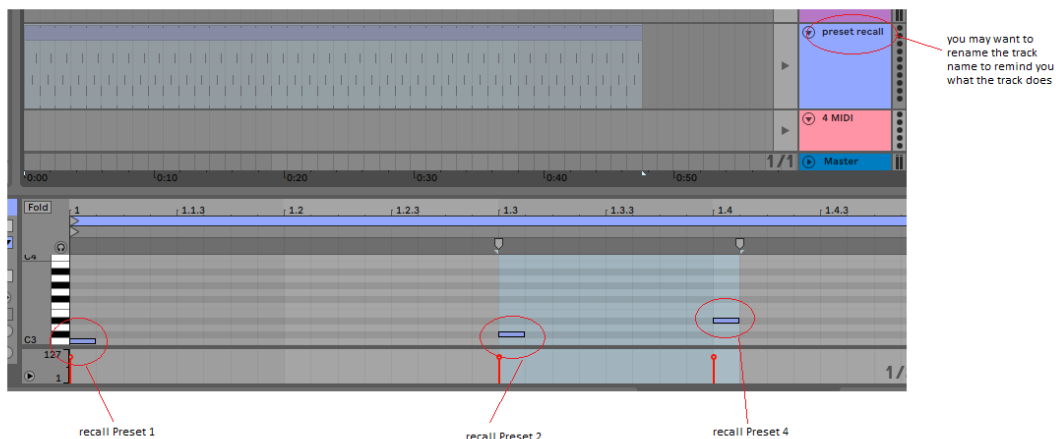 preset recall
you may want to
rename the track
name to remind you
what the track does
4 MIDI
1/1
Master
0:00 0:10 0:20 0:30 0:40 0:50
Fold
1 1.1.3 1.2 1.2.3 1.3 1.3.3 1.4 1.4.3
C4
C3
127
1
1/
recall Preset 1
recall Preset 2
recall Preset 4